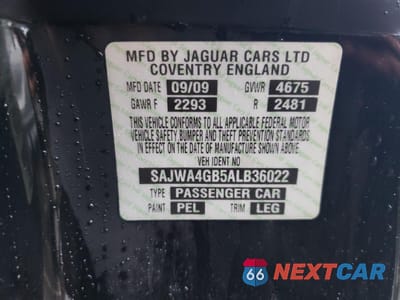 MFD BY JAGUAR CARS LTD
COVENTRY ENGLAND
MFD DATE 09/09 GVWR 4675
GAWR F 2293 R 2481
THIS VEHICLE CONFORMS TO ALL APPLICABLE FEDERAL MOTOR
VEHICLE SAFETY, BUMPER AND THEFT PREVENTION STANDARDS
IN EFFECT ON THE DATE OF MANUFACTURE SHOWN ABOVE.
VEH IDENT NO
SAJWA4GB5ALB36022
TYPE PASSENGER CAR
PAINT PEL TRIM LEG
66 NEXTCAR